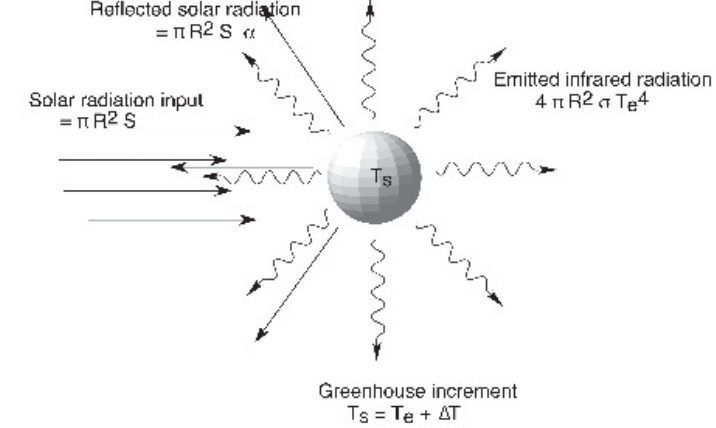 Reflected solar radiation
= π R² S α
Solar radiation input
= π R² S
Emitted infrared radiation
4 π R² σ Te⁴
Ts
Greenhouse increment
Ts = Te + ΔT